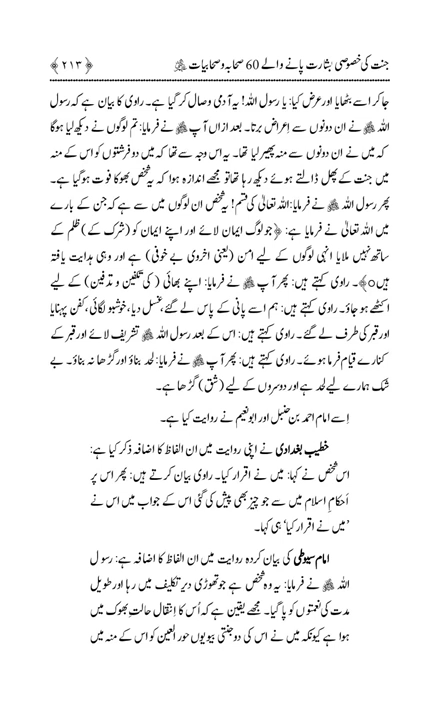 جنت کی خصوصی بشارت پانے والے 60 صحابہ و صحابیات ﷢ ﴿ ۲۱۳ ﴾
جا کر اسے بٹھایا اور عرض کیا: یا رسول اللہ! یہ آدمی وصال کر گیا ہے۔ راوی کا بیان ہے کہ رسول
اللہ ﷺ نے ان دونوں سے اِعراض برتا۔ بعد ازاں آپ ﷺ نے فرمایا: تم لوگوں نے دیکھ لیا ہوگا
کہ میں نے ان دونوں سے منہ پھیر لیا تھا۔ یہ اس وجہ سے تھا کہ میں دو فرشتوں کو اس کے منہ
میں جنت کے پھل ڈالتے ہوئے دیکھ رہا تھا تو مجھے اندازہ ہوا کہ یہ شخص بھوکا فوت ہو گیا ہے۔
پھر رسول اللہ ﷺ نے فرمایا: اللہ تعالیٰ کی قسم! یہ شخص ان لوگوں میں سے ہے کہ جن کے بارے
میں اللہ تعالیٰ نے فرمایا ہے: ﴿جو لوگ ایمان لائے اور اپنے ایمان کو (شرک کے) ظلم کے
ساتھ نہیں ملایا انہی لوگوں کے لیے امن (یعنی اخروی بے خوفی) ہے اور وہی ہدایت یافتہ
ہیںo﴾۔ راوی کہتے ہیں: پھر آپ ﷺ نے فرمایا: اپنے بھائی (کی تکفین و تدفین) کے لیے
اکٹھے ہو جاؤ۔ راوی کہتے ہیں: ہم اسے پانی کے پاس لے گئے، غسل دیا، خوشبو لگائی، کفن پہنایا
اور قبر کی طرف لے گئے۔ راوی کہتے ہیں: اس کے بعد رسول اللہ ﷺ تشریف لائے اور قبر کے
کنارے قیام فرما ہوئے۔ راوی کہتے ہیں: پھر آپ ﷺ نے فرمایا: لحد بناؤ اور گڑھا نہ بناؤ۔ بے
شک ہمارے لیے لحد ہے اور دوسروں کے لیے (شق) گڑھا ہے۔
اِسے امام احمد بن حنبل اور ابو نعیم نے روایت کیا ہے۔
خطیب بغدادی نے اپنی روایت میں ان الفاظ کا اضافہ ذکر کیا ہے:
اس شخص نے کہا: میں نے اقرار کیا۔ راوی بیان کرتے ہیں: پھر اس پر
اَحکامِ اسلام میں سے جو چیز بھی پیش کی گئی اس کے جواب میں اس نے
’میں نے اقرار کیا‘ ہی کہا۔
امام سیوطی کی بیان کردہ روایت میں ان الفاظ کا اضافہ ہے: رسول
اللہ ﷺ نے فرمایا: یہ وہ شخص ہے جو تھوڑی دیر تکلیف میں رہا اور طویل
مدت کی نعمتوں کو پا گیا۔ مجھے یقین ہے کہ اُس کا اِنتقال حالتِ بھوک میں
ہوا ہے کیونکہ میں نے اس کی دو جنتی بیویوں حور العین کو اس کے منہ میں